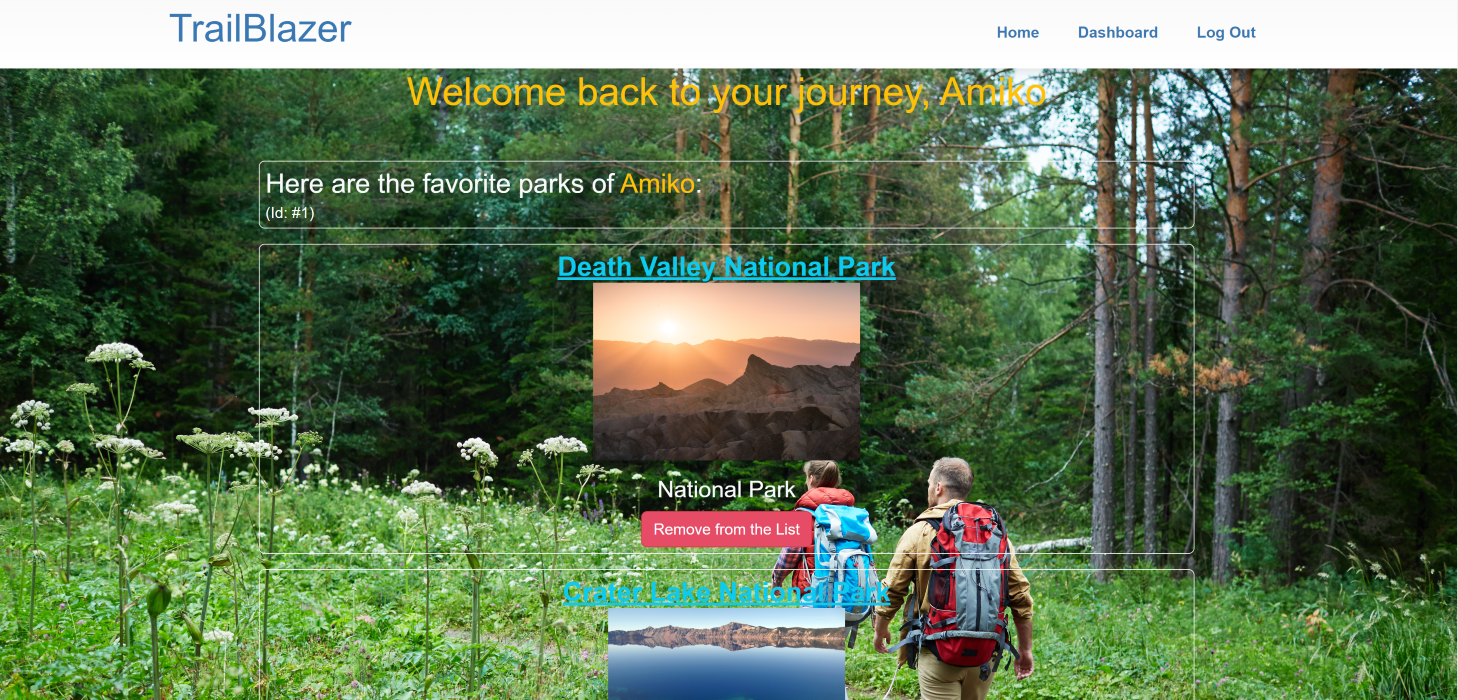 TrailBlazer
Home Dashboard Log Out
Welcome back to your journey, Amiko
Here are the favorite parks of Amiko:
(Id: #1)
Death Valley National Park
National Park
Remove from the List
Crater Lake National Park